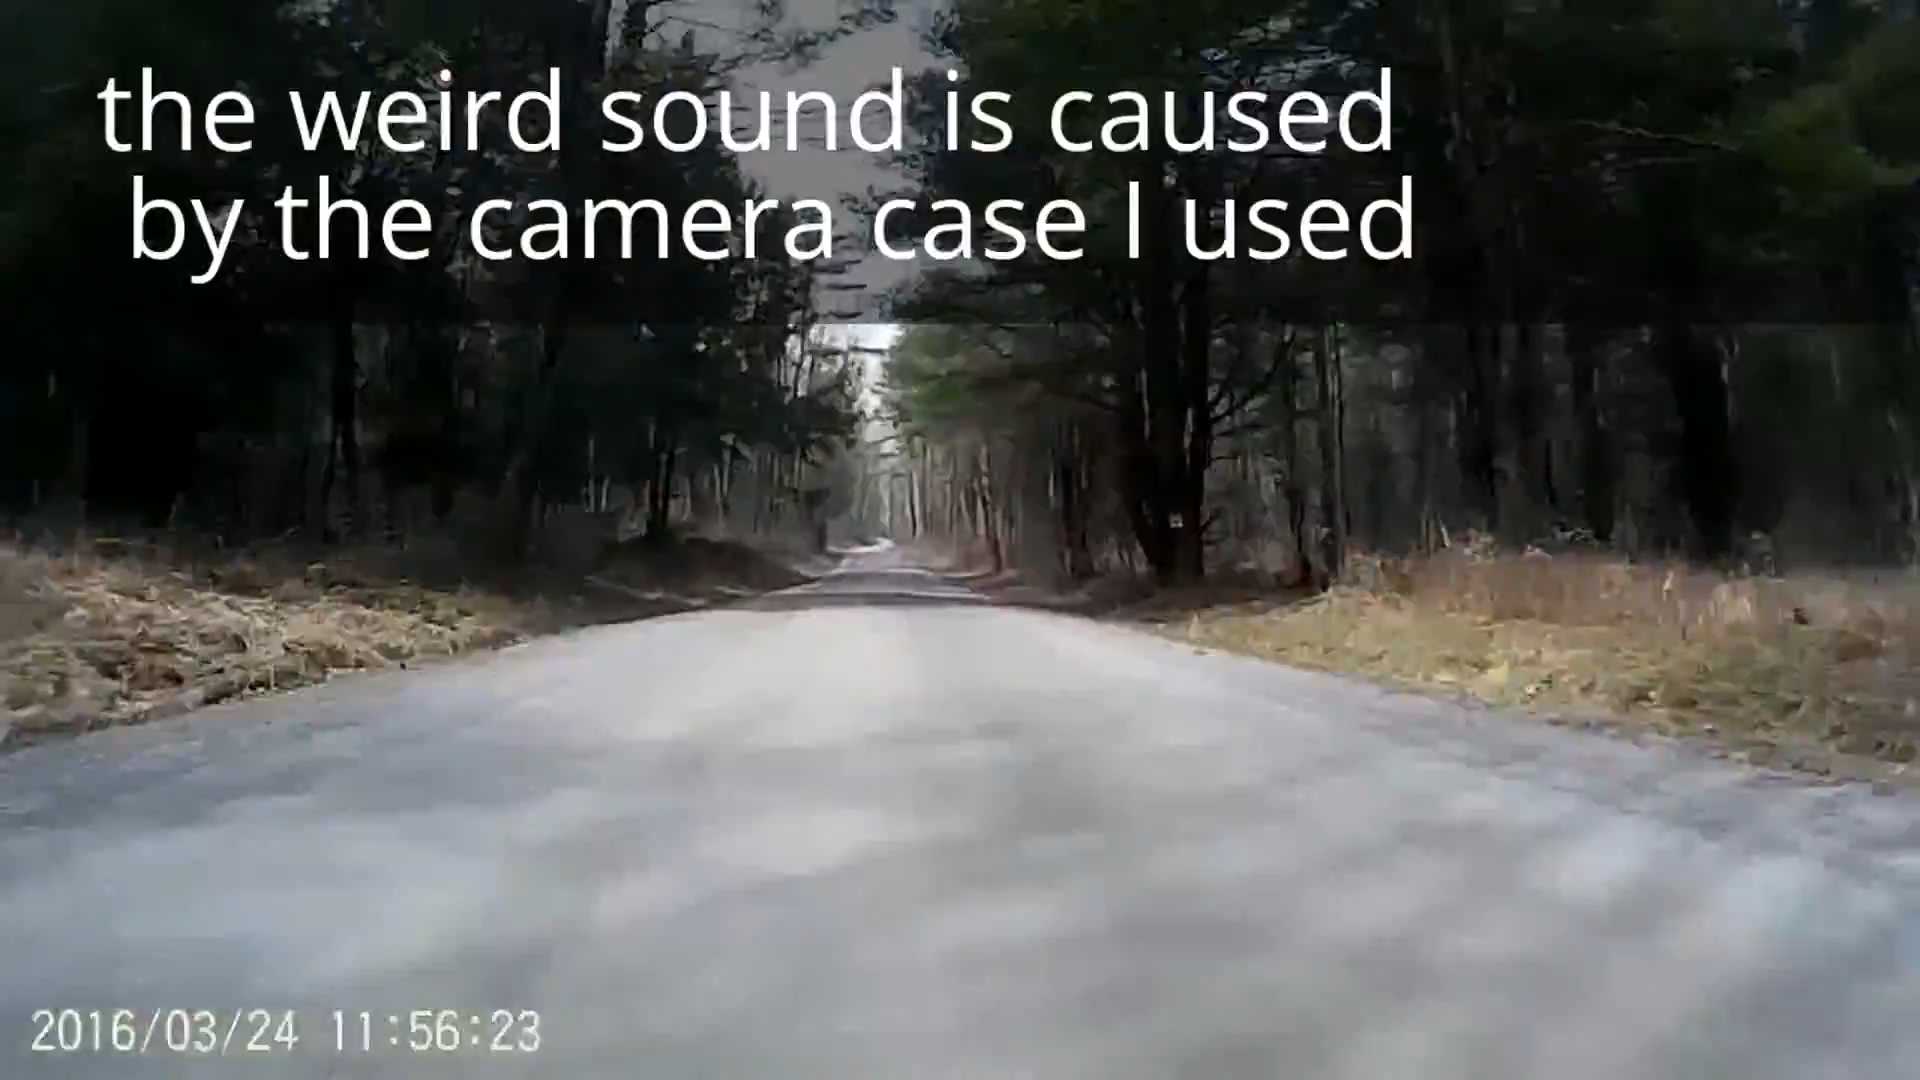 the weird sound is caused
by the camera case I used
2016/03/24 11:56:23